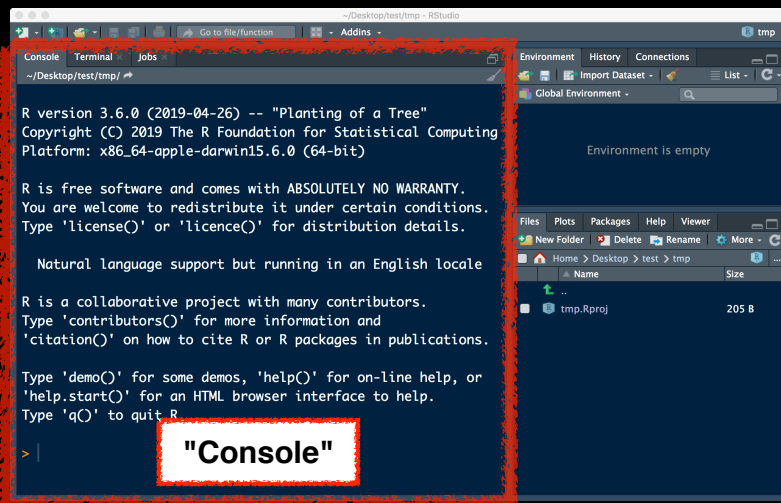 ~/Desktop/test/tmp - RStudio
Go to file/function
Addins
tmp
Console Terminal Jobs
~/Desktop/test/tmp/
R version 3.6.0 (2019-04-26) -- "Planting of a Tree"
Copyright (C) 2019 The R Foundation for Statistical Computing
Platform: x86_64-apple-darwin15.6.0 (64-bit)
R is free software and comes with ABSOLUTELY NO WARRANTY.
You are welcome to redistribute it under certain conditions.
Type 'license()' or 'licence()' for distribution details.
Natural language support but running in an English locale
R is a collaborative project with many contributors.
Type 'contributors()' for more information and
'citation()' on how to cite R or R packages in publications.
Type 'demo()' for some demos, 'help()' for on-line help, or
'help.start()' for an HTML browser interface to help.
Type 'q()' to quit R
>
"Console"
Environment History Connections
Import Dataset List
Global Environment
Environment is empty
Files Plots Packages Help Viewer
New Folder Delete Rename More
Home > Desktop > test > tmp ...
Name Size
..
tmp.Rproj 205 B